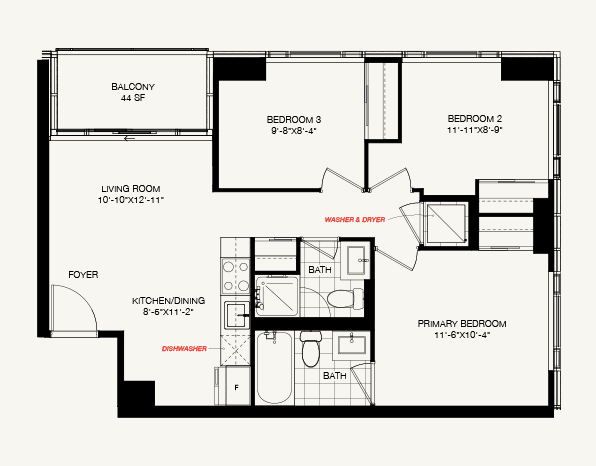 BALCONY
44 SF
BEDROOM 3
9'-8"X8'-4"
BEDROOM 2
11'-11"X8'-9"
LIVING ROOM
10'-10"X12'-11"
WASHER & DRYER
FOYER
BATH
KITCHEN/DINING
8'-6"X11'-2"
PRIMARY BEDROOM
11'-6"X10'-4"
DISHWASHER
BATH
F